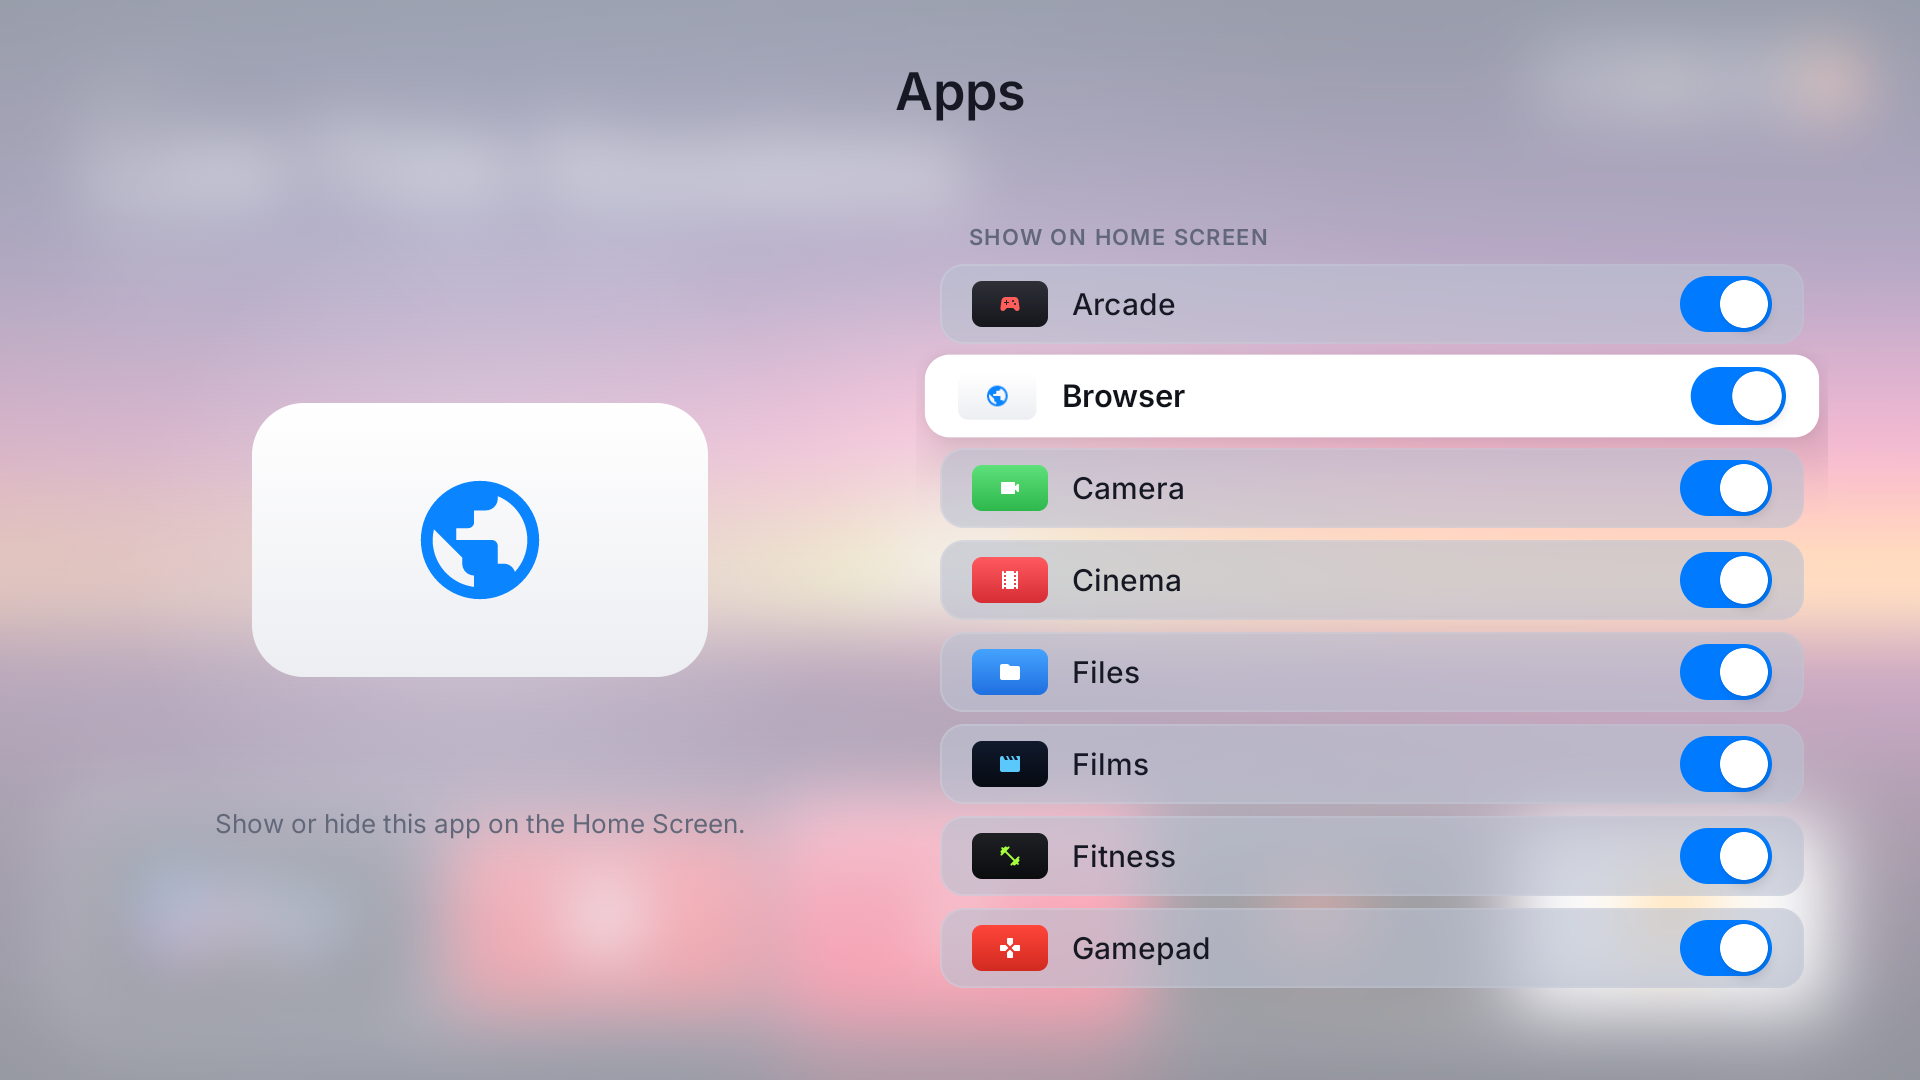 Apps
SHOW ON HOME SCREEN
Arcade
Browser
Camera
Cinema
Files
Films
Fitness
Gamepad
Show or hide this app on the Home Screen.